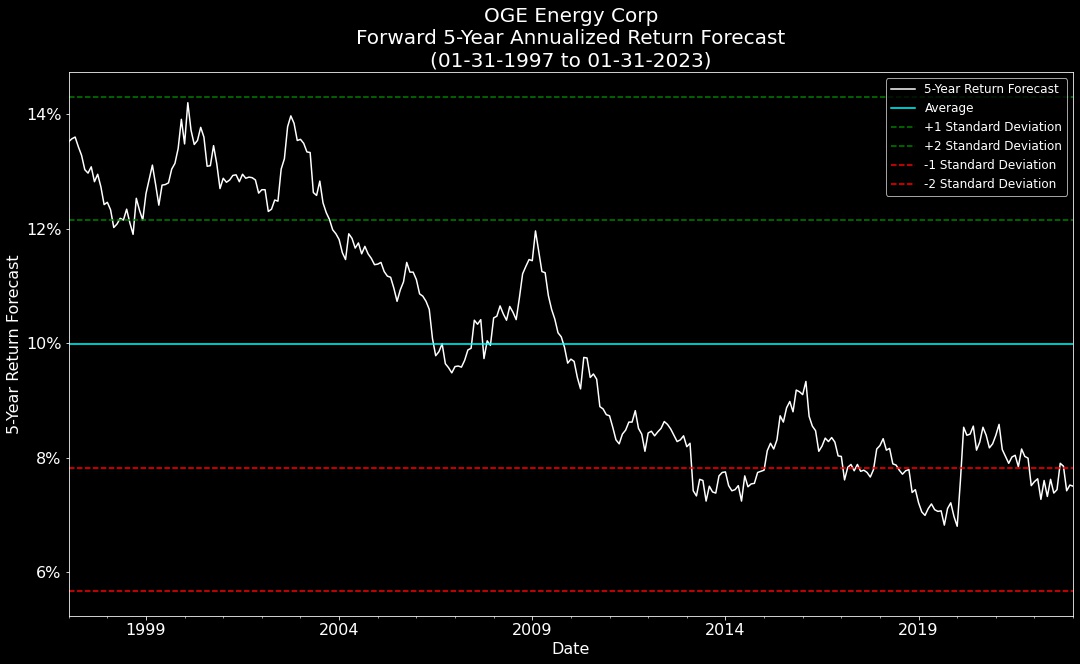 OGE Energy Corp
Forward 5-Year Annualized Return Forecast
(01-31-1997 to 01-31-2023)
5-Year Return Forecast
14%
12%
10%
8%
6%
5-Year Return Forecast
Average
+1 Standard Deviation
+2 Standard Deviation
-1 Standard Deviation
-2 Standard Deviation
1999
2004
2009
2014
2019
Date